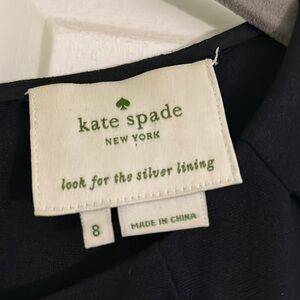 kate spade
NEW YORK
look for the silver lining
8
MADE IN CHINA